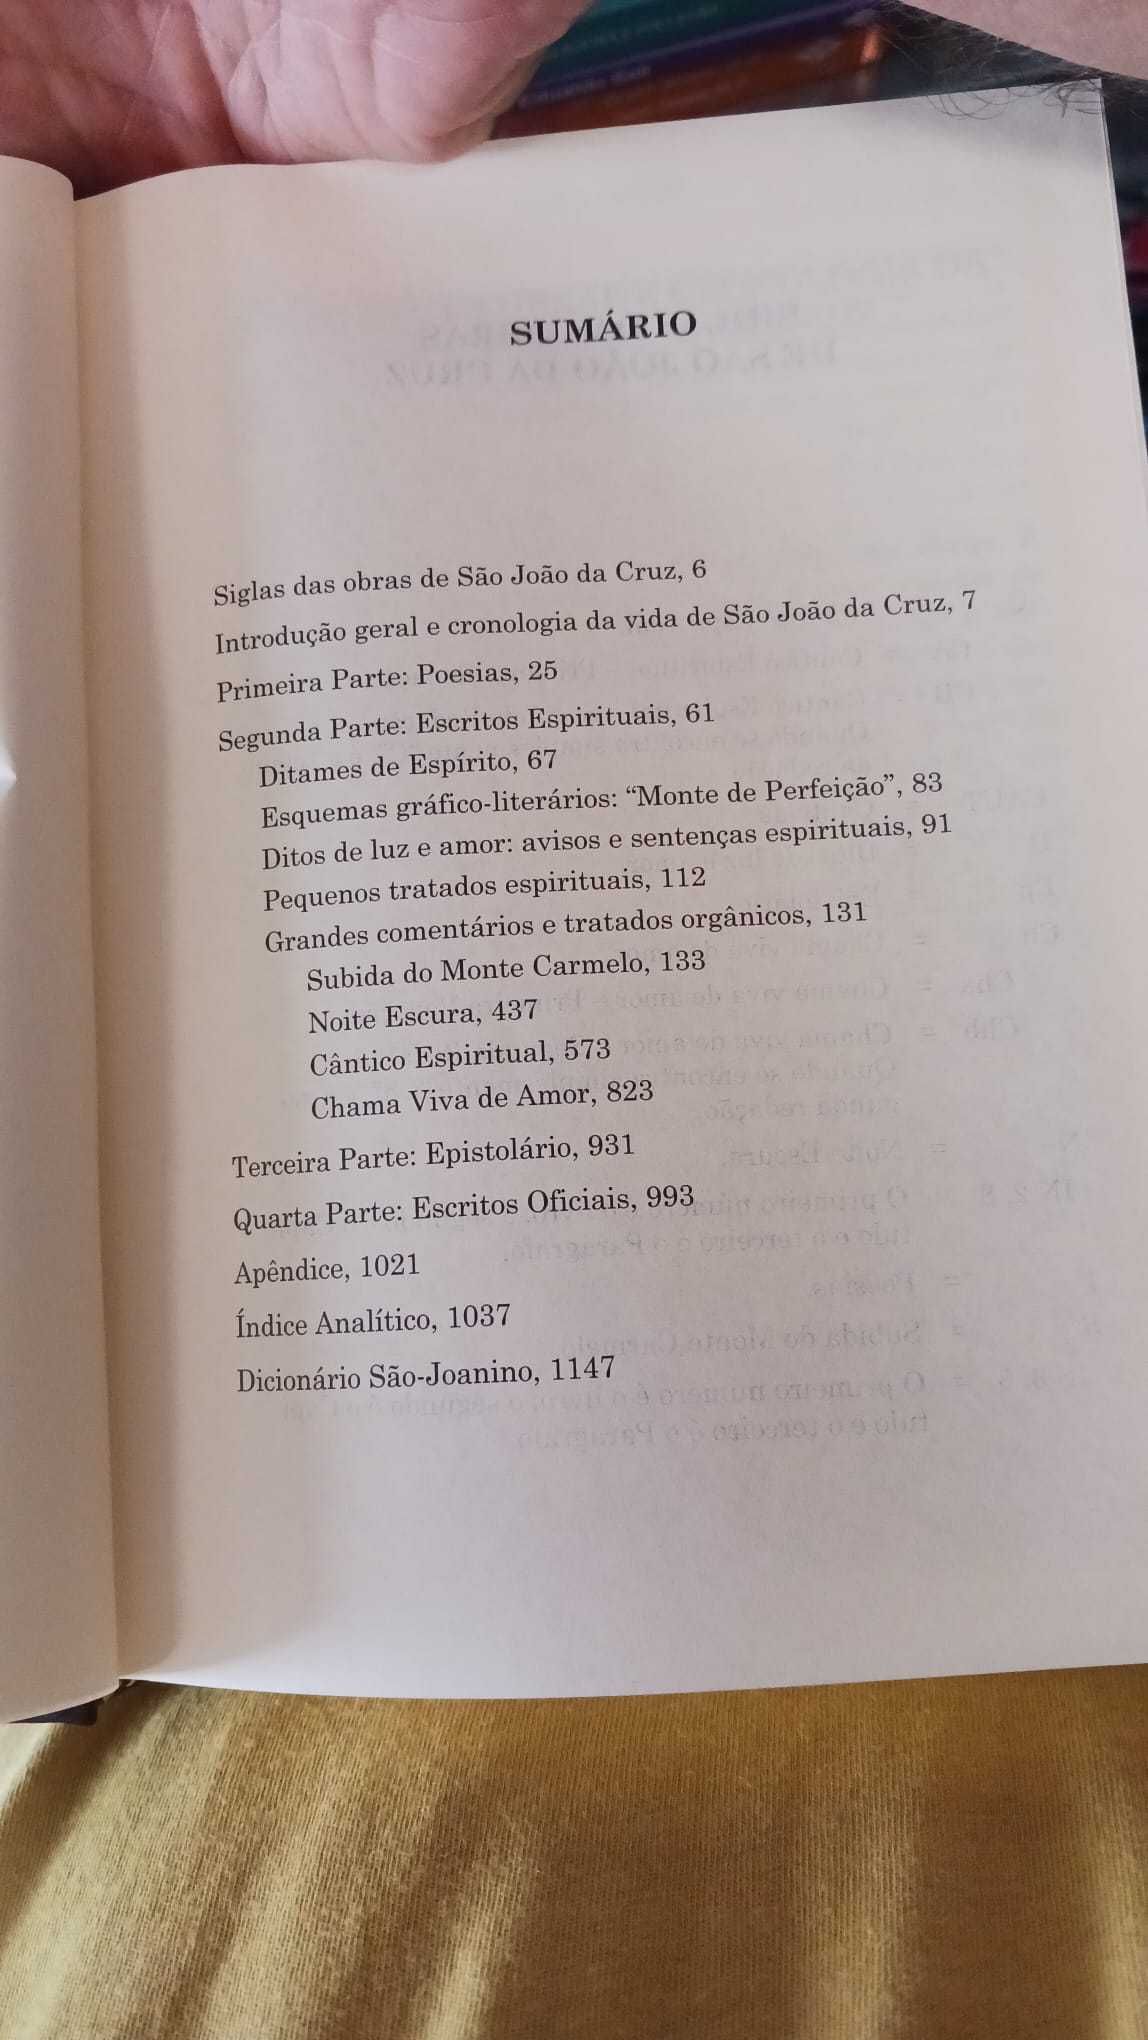 SUMÁRIO
Siglas das obras de São João da Cruz, 6
Introdução geral e cronologia da vida de São João da Cruz, 7
Primeira Parte: Poesias, 25
Segunda Parte: Escritos Espirituais, 61
Ditames de Espírito, 67
Esquemas gráfico-literários: “Monte de Perfeição”, 83
Ditos de luz e amor: avisos e sentenças espirituais, 91
Pequenos tratados espirituais, 112
Grandes comentários e tratados orgânicos, 131
Subida do Monte Carmelo, 133
Noite Escura, 437
Cântico Espiritual, 573
Chama Viva de Amor, 823
Terceira Parte: Epistolário, 931
Quarta Parte: Escritos Oficiais, 993
Apêndice, 1021
Índice Analítico, 1037
Dicionário São-Joanino, 1147